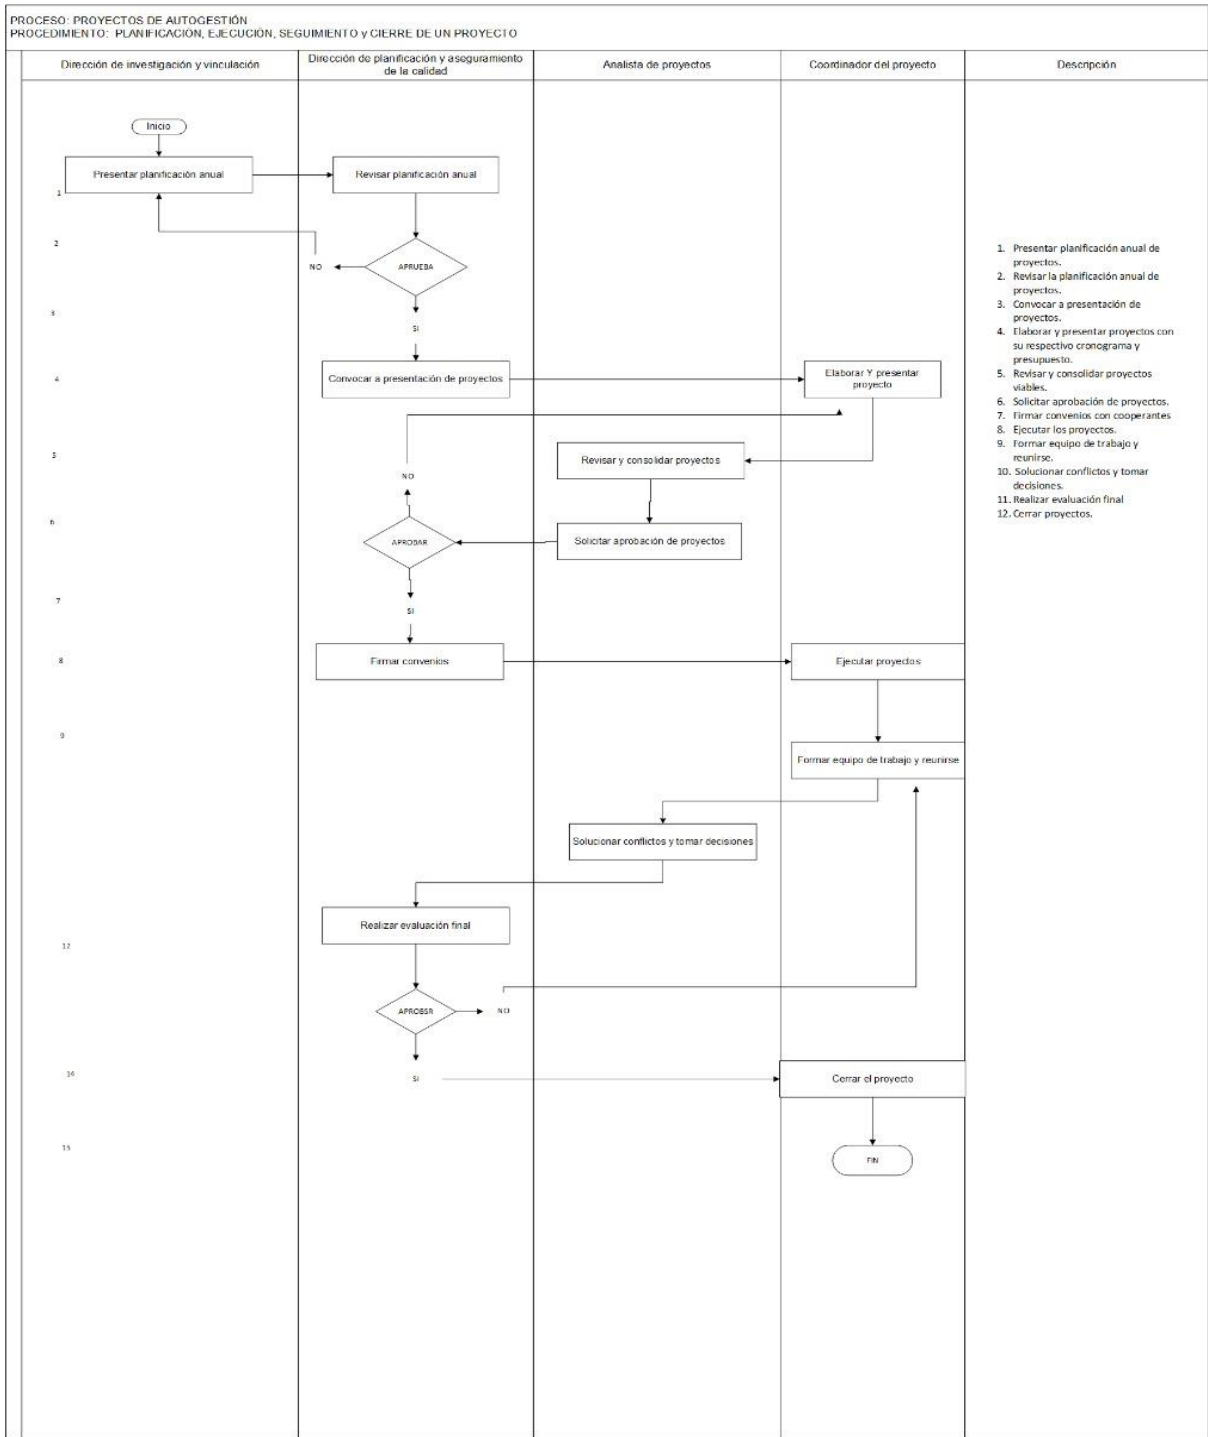 PROCESO: PROYECTOS DE AUTOGESTIÓN
PROCEDIMIENTO: PLANIFICACIÓN, EJECUCIÓN, SEGUIMIENTO y CIERRE DE UN PROYECTO
Dirección de investigación y vinculación
Dirección de planificación y aseguramiento
de la calidad
Analista de proyectos
Coordinador del proyecto
Descripción
Inicio
Presentar planificación anual
Revisar planificación anual
1
2
NO
APRUEBA
3
SI
4
Convocar a presentación de proyectos
Elaborar Y presentar
proyecto
5
Revisar y consolidar proyectos
NO
6
APROBAR
Solicitar aprobación de proyectos
7
SI
8
Firmar convenios
Ejecutar proyectos
9
Formar equipo de trabajo y reunirse
Solucionar conflictos y tomar decisiones
Realizar evaluación final
12
APROBSR
NO
14
SI
Cerrar el proyecto
15
FIN
1. Presentar planificación anual de
proyectos.
2. Revisar la planificación anual de
proyectos.
3. Convocar a presentación de
proyectos.
4. Elaborar y presentar proyectos con
su respectivo cronograma y
presupuesto.
5. Revisar y consolidar proyectos
viables.
6. Solicitar aprobación de proyectos.
7. Firmar convenios con cooperantes
8. Ejecutar los proyectos.
9. Formar equipo de trabajo y
reunirse.
10. Solucionar conflictos y tomar
decisiones.
11. Realizar evaluación final
12. Cerrar proyectos.